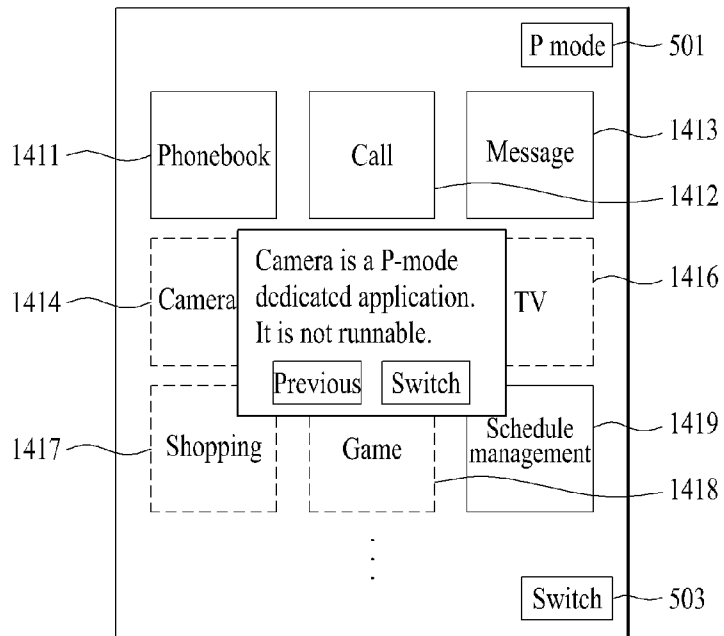 P mode
501
Phonebook
Call
Message
1411
1413
1412
Camera is a P-mode
dedicated application.
It is not runnable.
Previous
Switch
Camera
TV
1414
1416
Shopping
Game
Schedule
management
1417
1419
1418
Switch
503